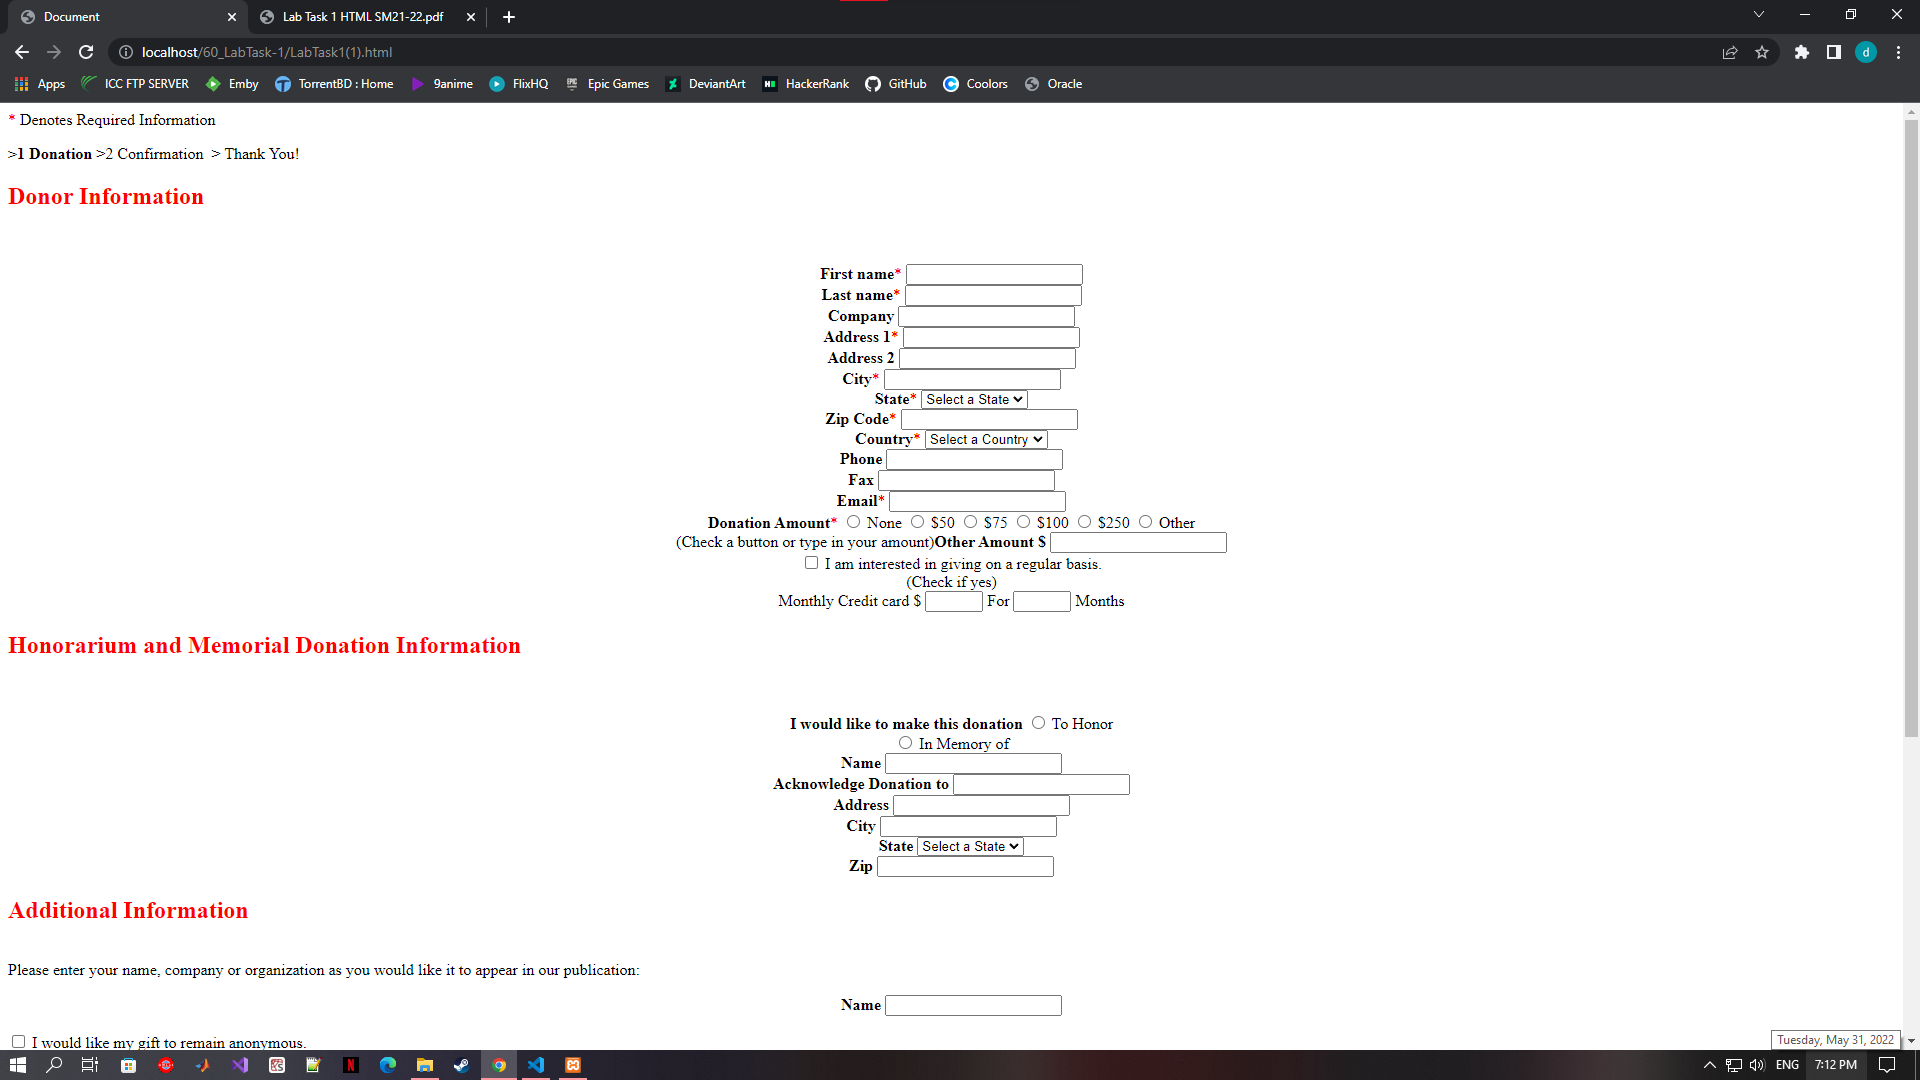 Document
Lab Task 1 HTML SM21-22.pdf
localhost/60_LabTask-1/LabTask1(1).html
d
Apps
ICC FTP SERVER
Emby
TorrentBD : Home
9anime
FlixHQ
EPIC
Epic Games
DeviantArt
HackerRank
GitHub
Coolors
Oracle
* Denotes Required Information
>1 Donation >2 Confirmation > Thank You!
Donor Information
First name*
Last name*
Company
Address 1*
Address 2
City*
State* Select a State
Zip Code*
Country* Select a Country
Phone
Fax
Email*
Donation Amount* None $50 $75 $100 $250 Other
(Check a button or type in your amount)Other Amount $
I am interested in giving on a regular basis.
(Check if yes)
Monthly Credit card $ For Months
Honorarium and Memorial Donation Information
I would like to make this donation To Honor
In Memory of
Name
Acknowledge Donation to
Address
City
State Select a State
Zip
Additional Information
Please enter your name, company or organization as you would like it to appear in our publication:
Name
I would like my gift to remain anonymous.
Tuesday, May 31, 2022
N
ENG
7:12 PM